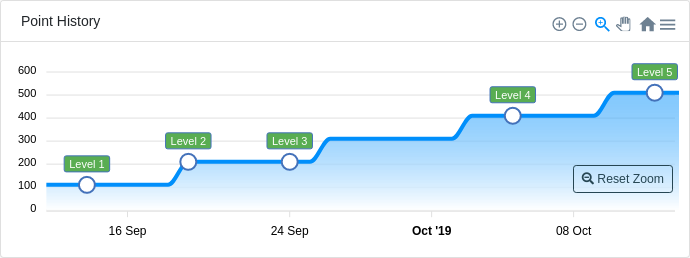 Point History
600
500
400
300
200
100
0
Level 1
Level 2
Level 3
Level 4
Level 5
Reset Zoom
16 Sep
24 Sep
Oct '19
08 Oct